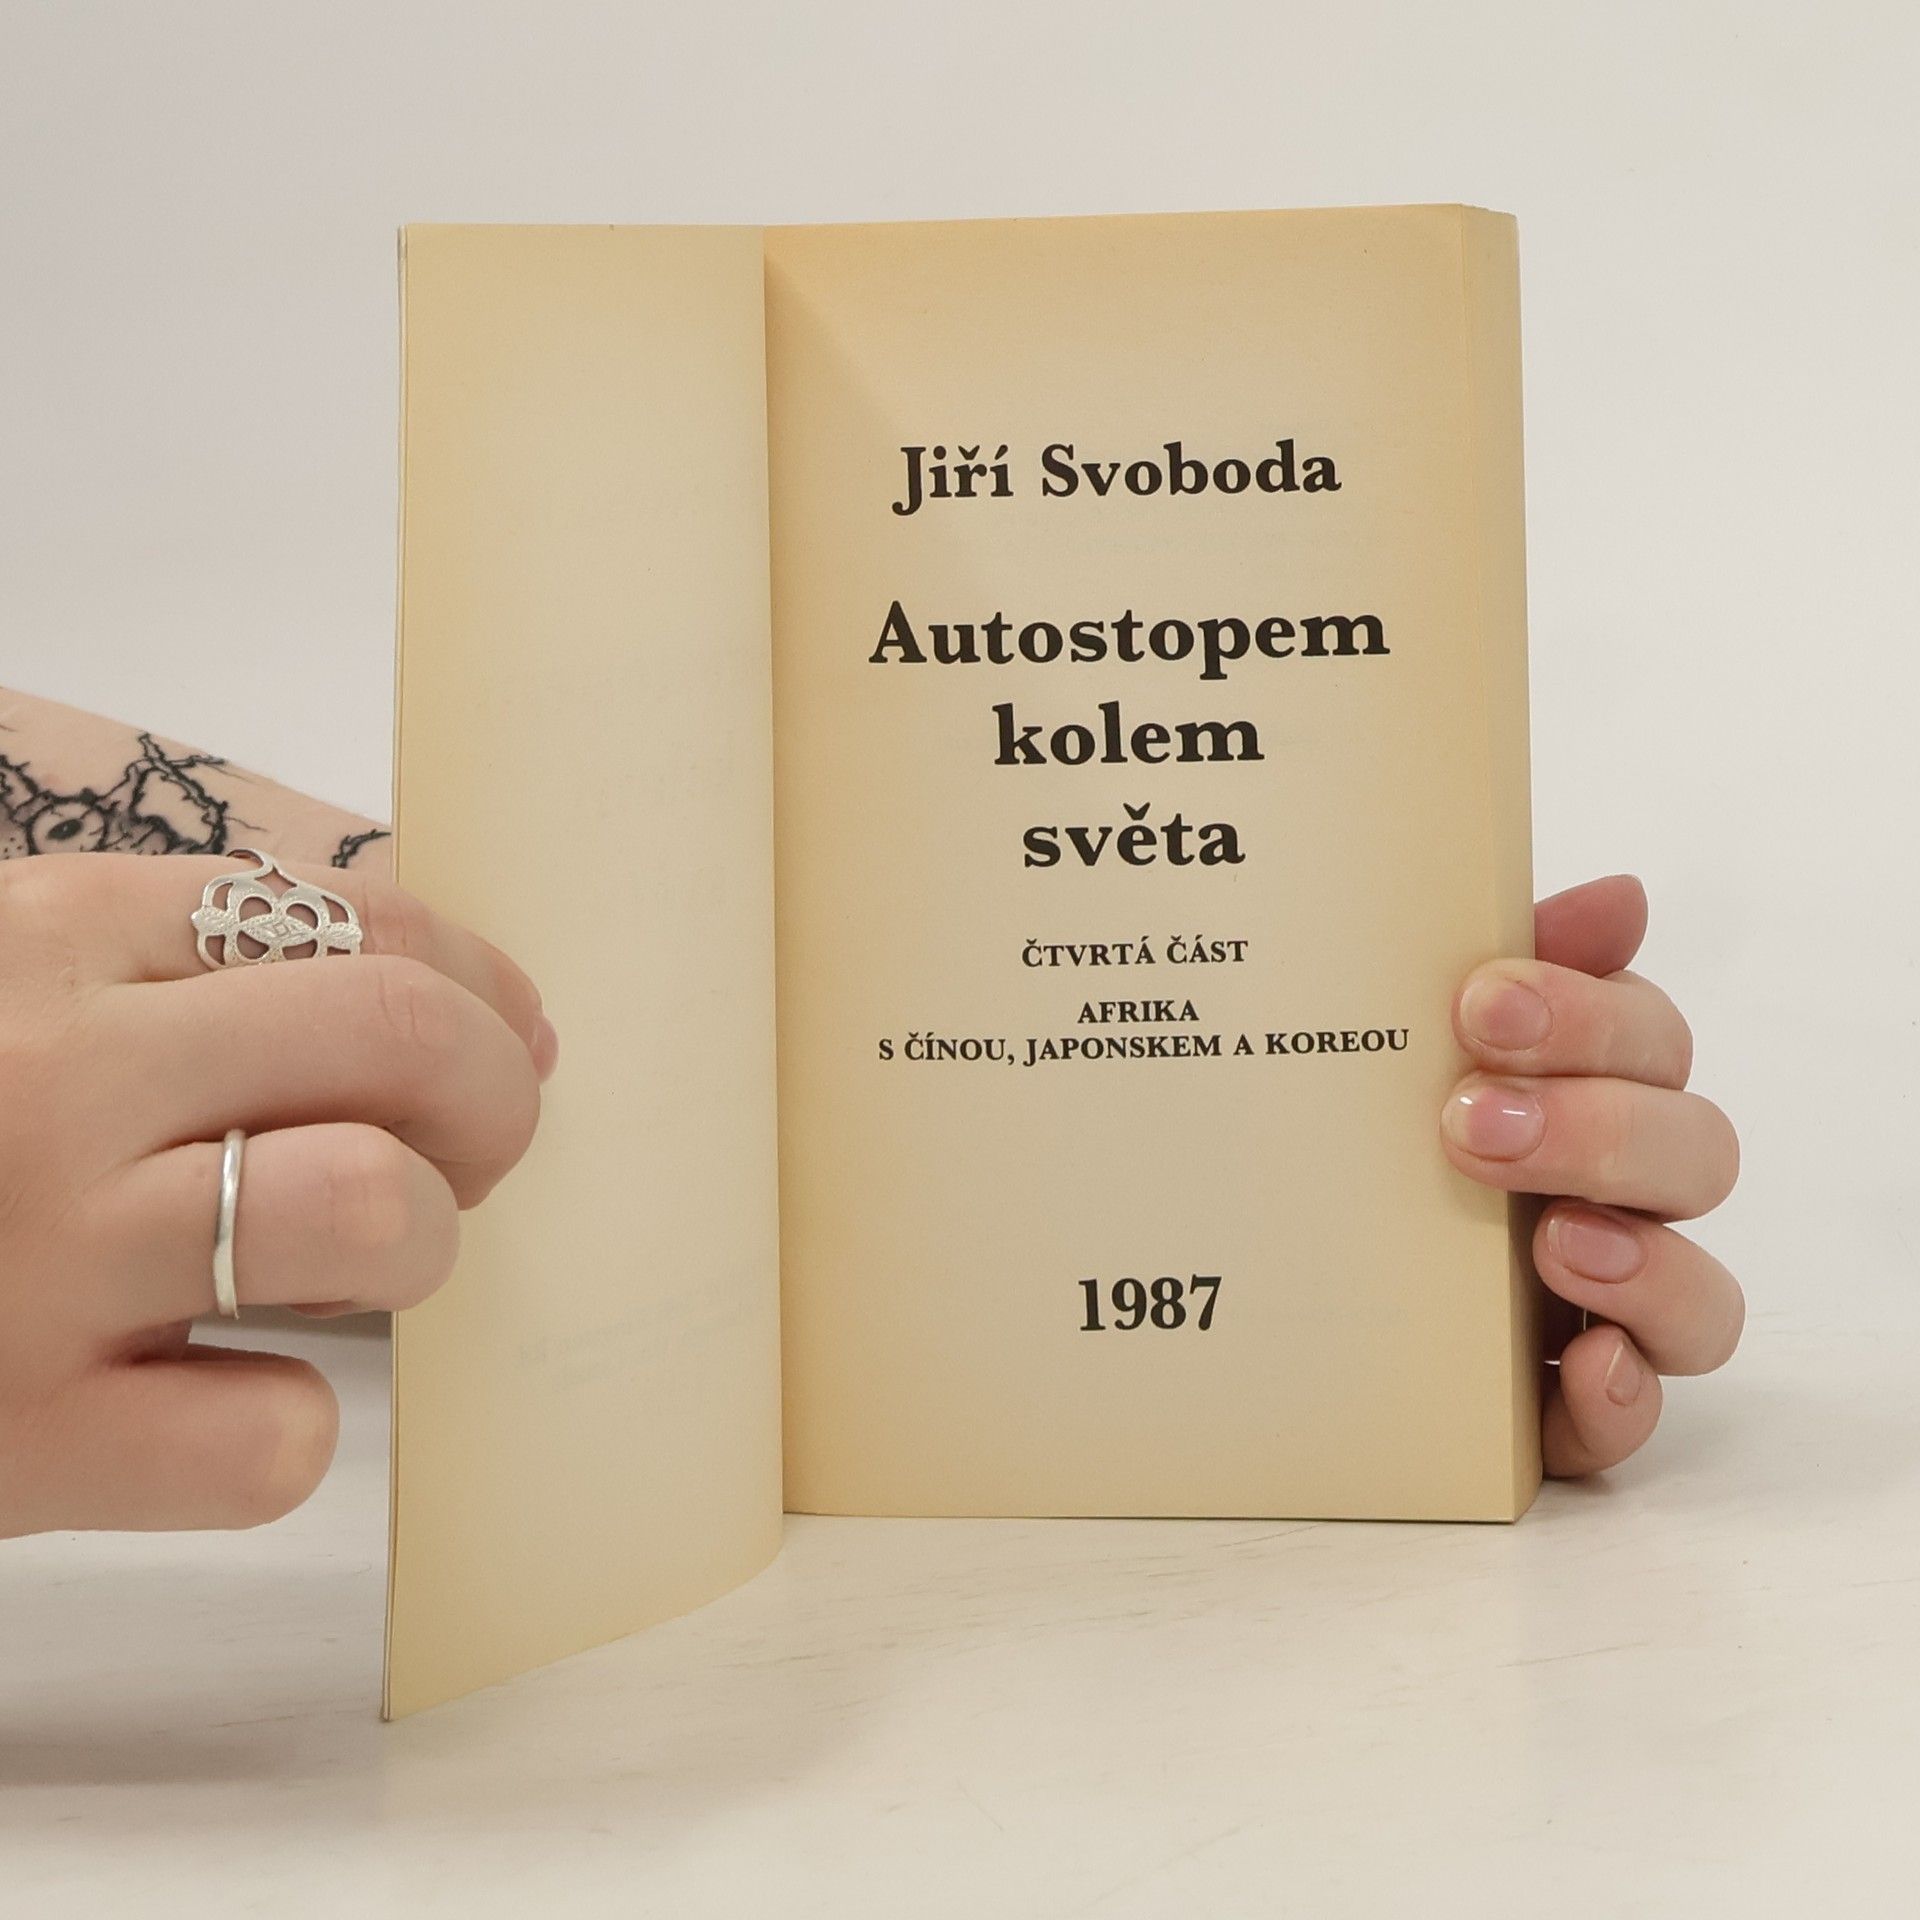 Jiří Svoboda
Autostopem
kolem
světa
ČTVRTÁ ČÁST
AFRIKA
S ČÍNOU, JAPONSKEM A KOREOU
1987